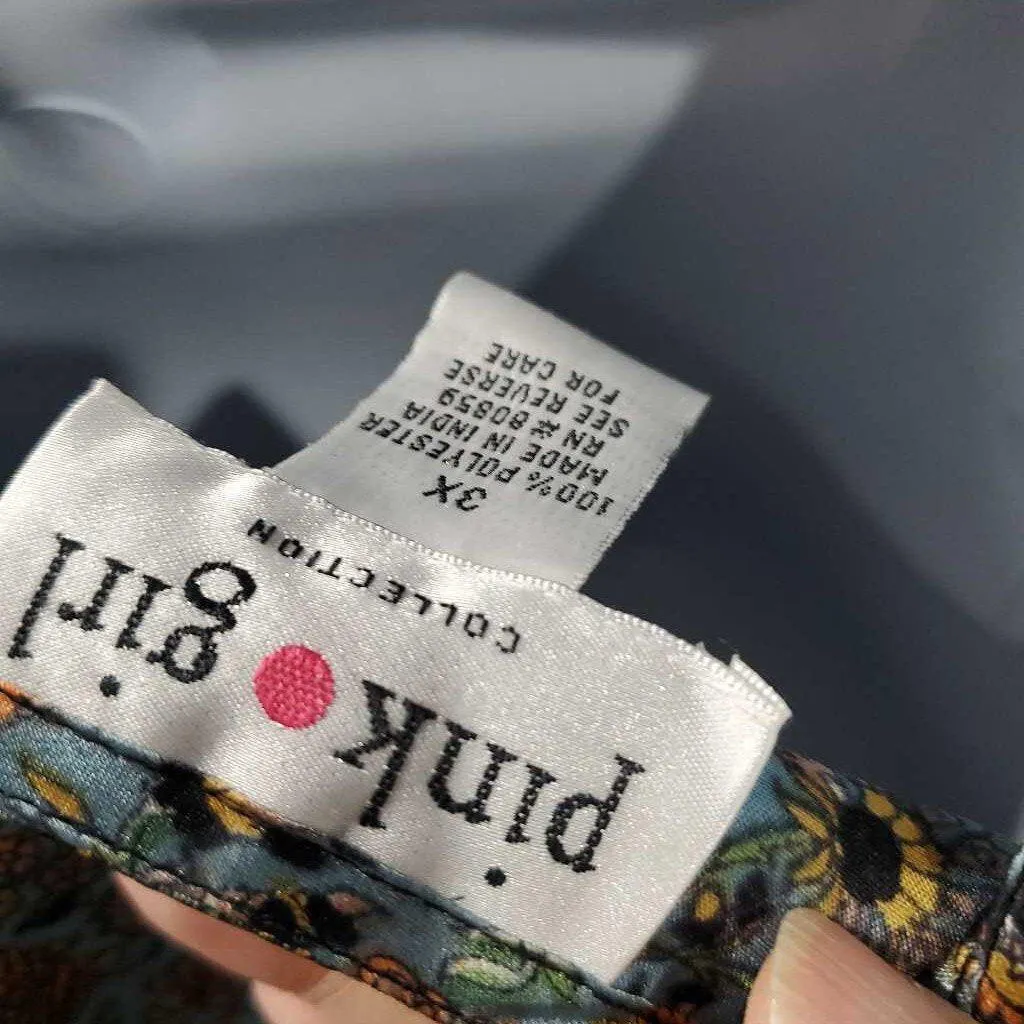 pink girl
COLLECTION
3X
100% POLYESTER
MADE IN INDIA
RN # 80859
SEE REVERSE
FOR CARE